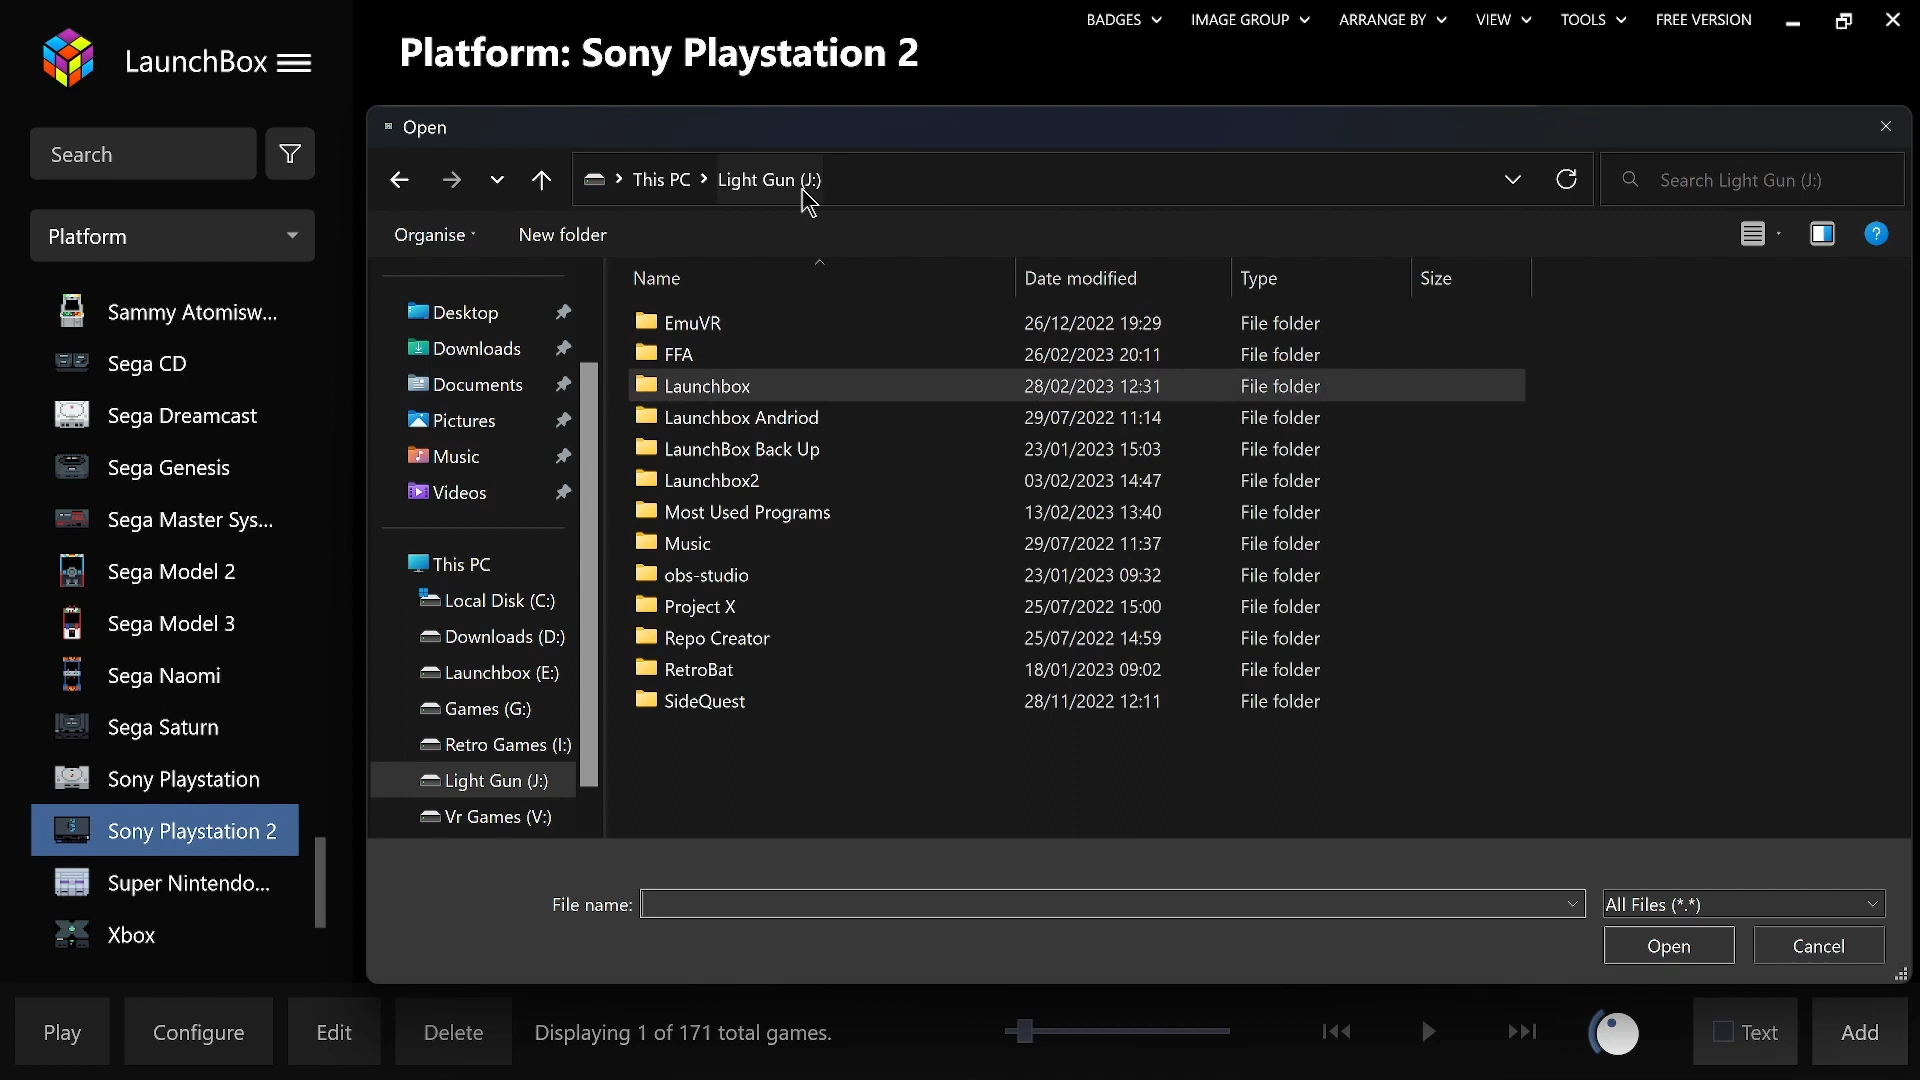 BADGES IMAGE GROUP ARRANGE BY VIEW TOOLS FREE VERSION
LaunchBox
Platform: Sony Playstation 2
Open
Search
This PC Light Gun (J:)
Search Light Gun (J:)
Platform
Organise New folder
?
Name Date modified Type Size
Sammy Atomisw...
Sega CD
Sega Dreamcast
Sega Genesis
Sega Master Sys...
Sega Model 2
Sega Model 3
Sega Naomi
Sega Saturn
Sony Playstation
Sony Playstation 2
Super Nintendo...
Xbox
Desktop
Downloads
Documents
Pictures
Music
Videos
This PC
Local Disk (C:)
Downloads (D:)
Launchbox (E:)
Games (G:)
Retro Games (I:)
Light Gun (J:)
Vr Games (V:)
EmuVR 26/12/2022 19:29 File folder
FFA 26/02/2023 20:11 File folder
Launchbox 28/02/2023 12:31 File folder
Launchbox Andriod 29/07/2022 11:14 File folder
LaunchBox Back Up 23/01/2023 15:03 File folder
Launchbox2 03/02/2023 14:47 File folder
Most Used Programs 13/02/2023 13:40 File folder
Music 29/07/2022 11:37 File folder
obs-studio 23/01/2023 09:32 File folder
Project X 25/07/2022 15:00 File folder
Repo Creator 25/07/2022 14:59 File folder
RetroBat 18/01/2023 09:02 File folder
SideQuest 28/11/2022 12:11 File folder
File name: All Files (*.*)
Open Cancel
Play Configure Edit Delete Displaying 1 of 171 total games. Text Add